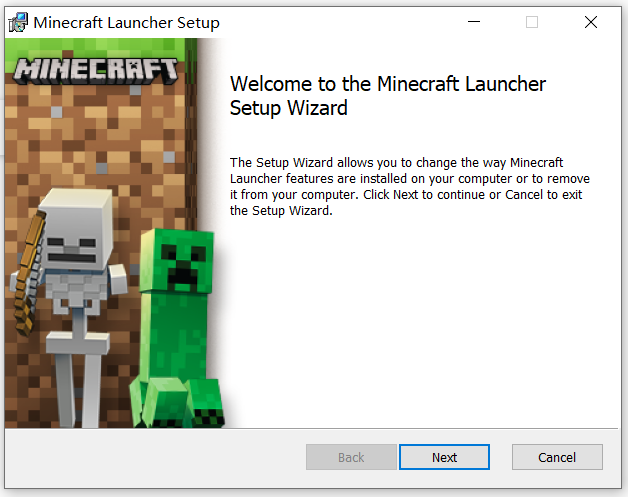 Minecraft Launcher Setup
MINECRAFT
Welcome to the Minecraft Launcher
Setup Wizard
The Setup Wizard allows you to change the way Minecraft
Launcher features are installed on your computer or to remove
it from your computer. Click Next to continue or Cancel to exit
the Setup Wizard.
Back
Next
Cancel